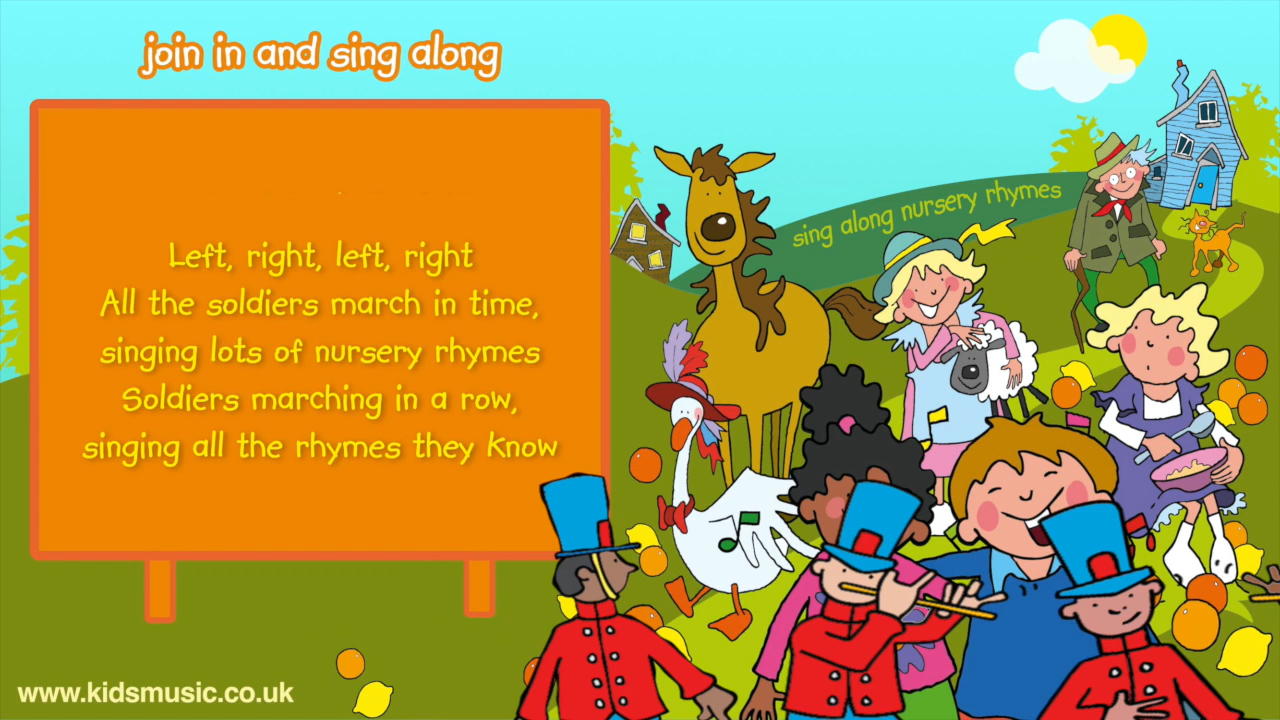 join in and sing along
sing along nursery rhymes
Left, right, left, right
All the soldiers march in time,
singing lots of nursery rhymes
Soldiers marching in a row,
singing all the rhymes they know
www.kidsmusic.co.uk